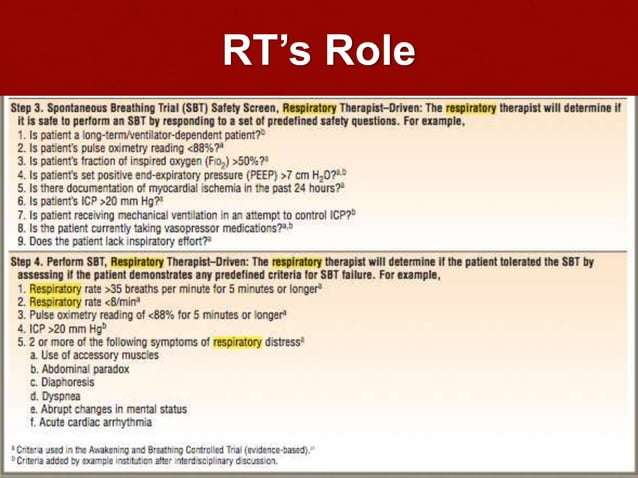 RT’s Role
Step 3. Spontaneous Breathing Trial (SBT) Safety Screen, Respiratory Therapist–Driven: The respiratory therapist will determine if
it is safe to perform an SBT by responding to a set of predefined safety questions. For example,
1. Is patient a long-term/ventilator-dependent patient?ᵇ
2. Is patient's pulse oximetry reading <88%?ᵃ
3. Is patient's fraction of inspired oxygen (FIO₂) >50%?ᵃ
4. Is patient's set positive end-expiratory pressure (PEEP) >7 cm H₂O?ᵃ,ᵇ
5. Is there documentation of myocardial ischemia in the past 24 hours?ᵃ
6. Is patient's ICP >20 mm Hg?ᵃ
7. Is patient receiving mechanical ventilation in an attempt to control ICP?ᵇ
8. Is the patient currently taking vasopressor medications?ᵃ,ᵇ
9. Does the patient lack inspiratory effort?ᵃ
Step 4. Perform SBT, Respiratory Therapist–Driven: The respiratory therapist will determine if the patient tolerated the SBT by
assessing if the patient demonstrates any predefined criteria for SBT failure. For example,
1. Respiratory rate >35 breaths per minute for 5 minutes or longerᵃ
2. Respiratory rate <8/minᵃ
3. Pulse oximetry reading of <88% for 5 minutes or longerᵃ
4. ICP >20 mm Hgᵇ
5. 2 or more of the following symptoms of respiratory distressᵃ
a. Use of accessory muscles
b. Abdominal paradox
c. Diaphoresis
d. Dyspnea
e. Abrupt changes in mental status
f. Acute cardiac arrhythmia
ᵃ Criteria used in the Awakening and Breathing Controlled Trial (evidence-based).
ᵇ Criteria added by example institution after interdisciplinary discussion.